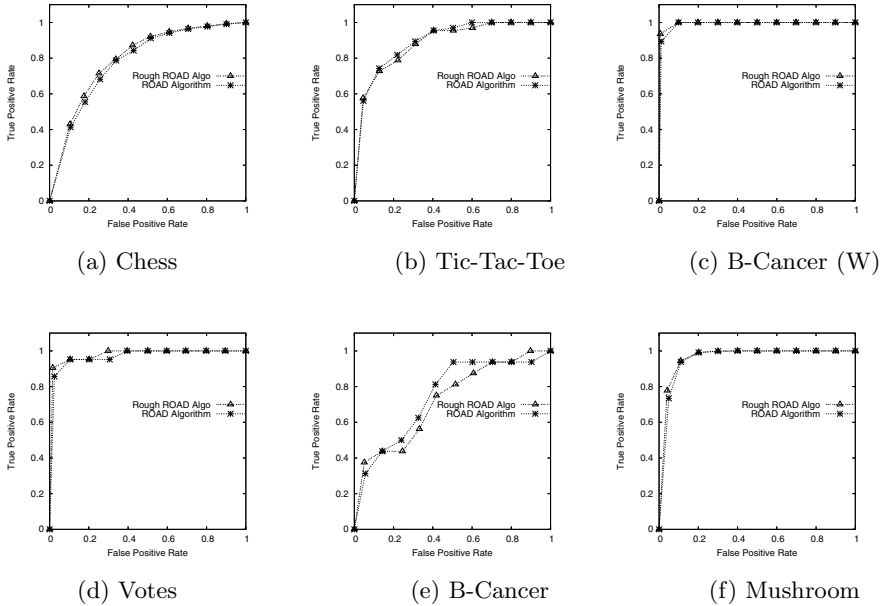 1
0.8
0.6
0.4
0.2
0
True Positive Rate
Rough ROAD Algo
ROAD Algorithm
0 0.2 0.4 0.6 0.8 1
False Positive Rate
(a) Chess
1
0.8
0.6
0.4
0.2
0
True Positive Rate
Rough ROAD Algo
ROAD Algorithm
0 0.2 0.4 0.6 0.8 1
False Positive Rate
(b) Tic-Tac-Toe
1
0.8
0.6
0.4
0.2
0
True Positive Rate
Rough ROAD Algo
ROAD Algorithm
0 0.2 0.4 0.6 0.8 1
False Positive Rate
(c) B-Cancer (W)
1
0.8
0.6
0.4
0.2
0
True Positive Rate
Rough ROAD Algo
ROAD Algorithm
0 0.2 0.4 0.6 0.8 1
False Positive Rate
(d) Votes
1
0.8
0.6
0.4
0.2
0
True Positive Rate
Rough ROAD Algo
ROAD Algorithm
0 0.2 0.4 0.6 0.8 1
False Positive Rate
(e) B-Cancer
1
0.8
0.6
0.4
0.2
0
True Positive Rate
Rough ROAD Algo
ROAD Algorithm
0 0.2 0.4 0.6 0.8 1
False Positive Rate
(f) Mushroom